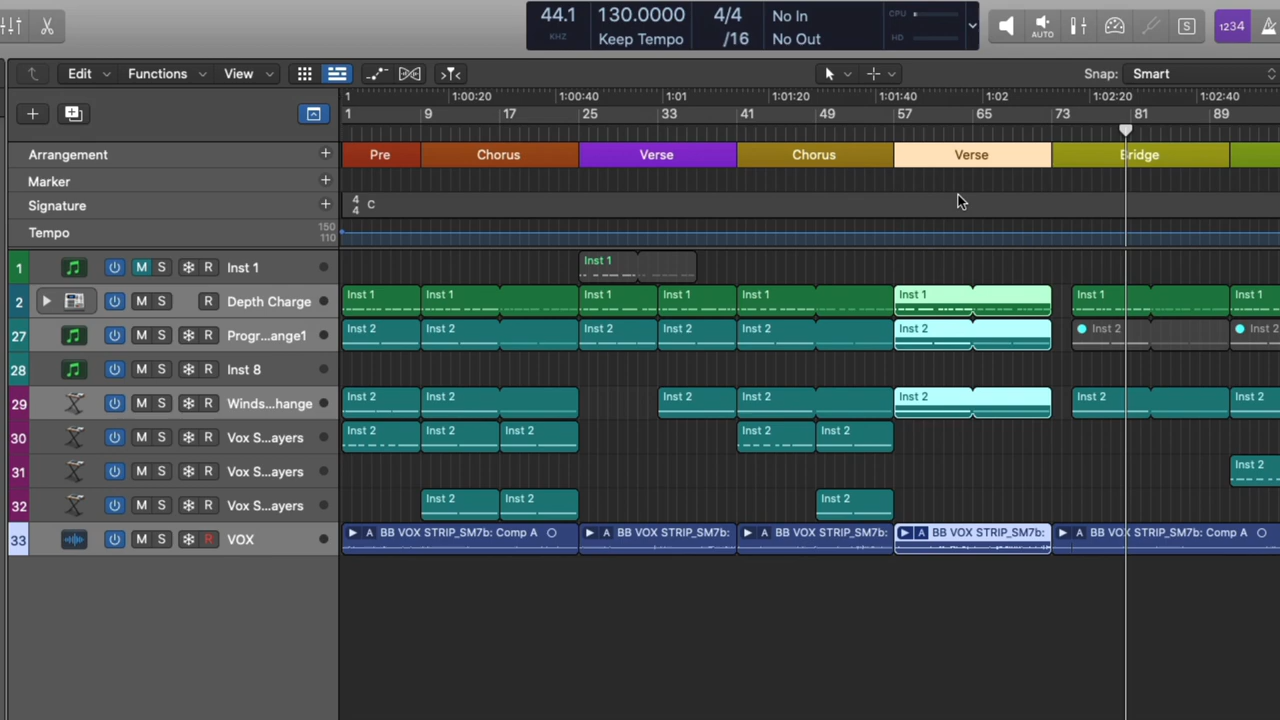 44.1 130.0000 4/4 No In CPU
KHZ Keep Tempo /16 No Out HD
AUTO S 1234
Edit Functions View Snap: Smart
1 1:00:20 1:00:40 1:01 1:01:20 1:01:40 1:02 1:02:20 1:02:40
1 9 17 25 33 41 49 57 65 73 81 89
Arrangement + Pre Chorus Verse Chorus Verse Bridge
Marker +
Signature + 4 4 C
Tempo 150 110
1 M S R Inst 1 Inst 1
2 M S R Depth Charge Inst 1 Inst 1 Inst 1 Inst 1 Inst 1 Inst 1 Inst 1 Inst 1
27 M S R Progr...ange1 Inst 2 Inst 2 Inst 2 Inst 2 Inst 2 Inst 2 Inst 2 Inst 2
28 M S R Inst 8
29 M S R Winds...hange Inst 2 Inst 2 Inst 2 Inst 2 Inst 2 Inst 2 Inst 2
30 M S R Vox S...ayers Inst 2 Inst 2 Inst 2 Inst 2 Inst 2
31 M S R Vox S...ayers Inst 2
32 M S R Vox S...ayers Inst 2 Inst 2 Inst 2
33 M S R VOX A BB VOX STRIP_SM7b: Comp A A BB VOX STRIP_SM7b: A BB VOX STRIP_SM7b: A BB VOX STRIP_SM7b: A BB VOX STRIP_SM7b: Comp A